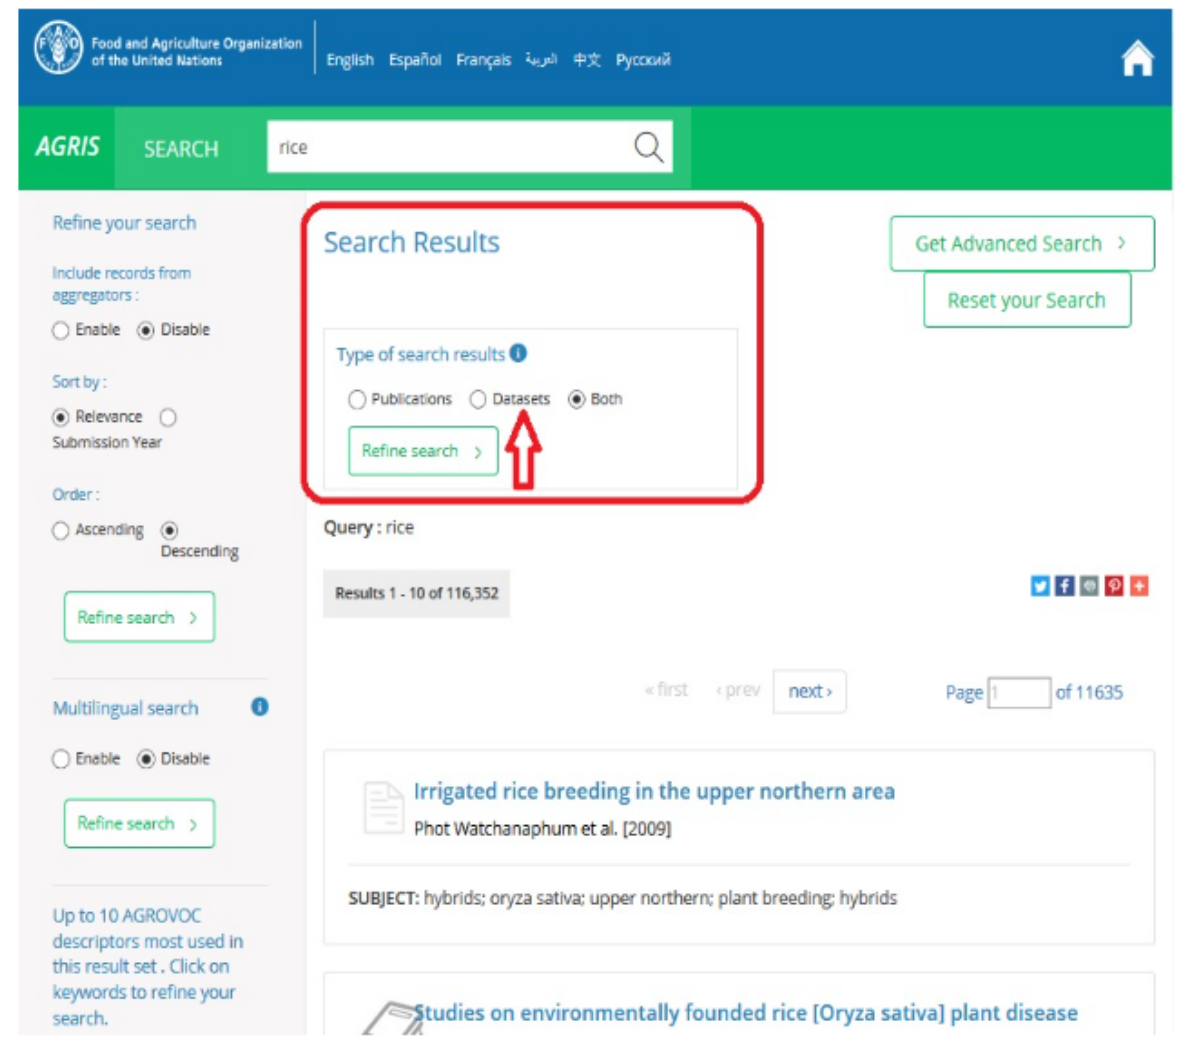 Food and Agriculture Organization
of the United Nations
English Español Français العربية 中文 Русский
AGRIS SEARCH rice
Refine your search
Include records from
aggregators :
Enable Disable
Sort by :
Relevance
Submission Year
Order :
Ascending
Descending
Refine search >
Multilingual search
Enable Disable
Refine search >
Up to 10 AGROVOC
descriptors most used in
this result set . Click on
keywords to refine your
search.
Search Results
Type of search results
Publications Datasets Both
Refine search >
Get Advanced Search >
Reset your Search
Query : rice
Results 1 - 10 of 116,352
«first ‹prev next› Page 1 of 11635
Irrigated rice breeding in the upper northern area
Phot Watchanaphum et al. [2009]
SUBJECT: hybrids; oryza sativa; upper northern; plant breeding; hybrids
Studies on environmentally founded rice [Oryza sativa] plant disease